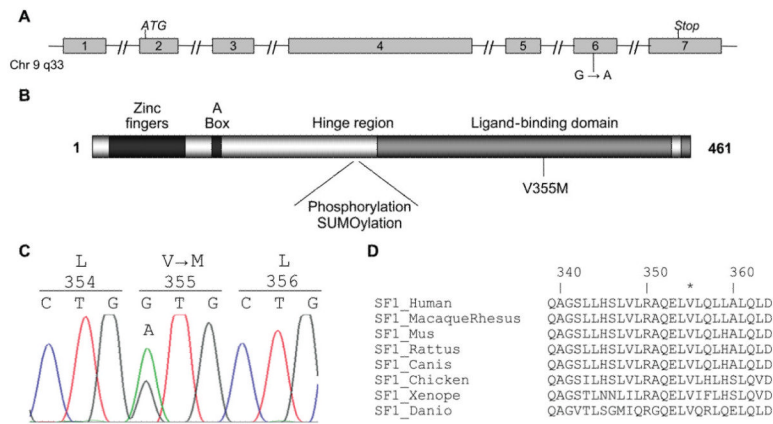 A
ATG
Stop
1 // 2 // 3 // 4 // 5 // 6 // 7
Chr 9 q33
G → A
B
Zinc fingers
A Box
Hinge region
Ligand-binding domain
1
461
V355M
Phosphorylation
SUMOylation
C
L V→M L
354 355 356
C T G G T G C T G
A
D
340 350 360
*
SF1_Human QAGSLLHSLVLRAQELVLQLLALQLD
SF1_MacaqueRhesus QAGSLLHSLVLRAQELVLQLLALQLD
SF1_Mus QAGSLLHSLVLRAQELVLQLHALQLD
SF1_Rattus QAGSLLHSLVLRAQELVLQLHALQLD
SF1_Canis QAGSLLHSLVLRAQELVLQLHALQLD
SF1_Chicken QAGSILHSLVLRAQELVLHLHSLQVD
SF1_Xenope QAGSTLNNLILRAQELVIFLHSLQVD
SF1_Danio QAGVTLSGMIQRGQELVQRLQELQLD